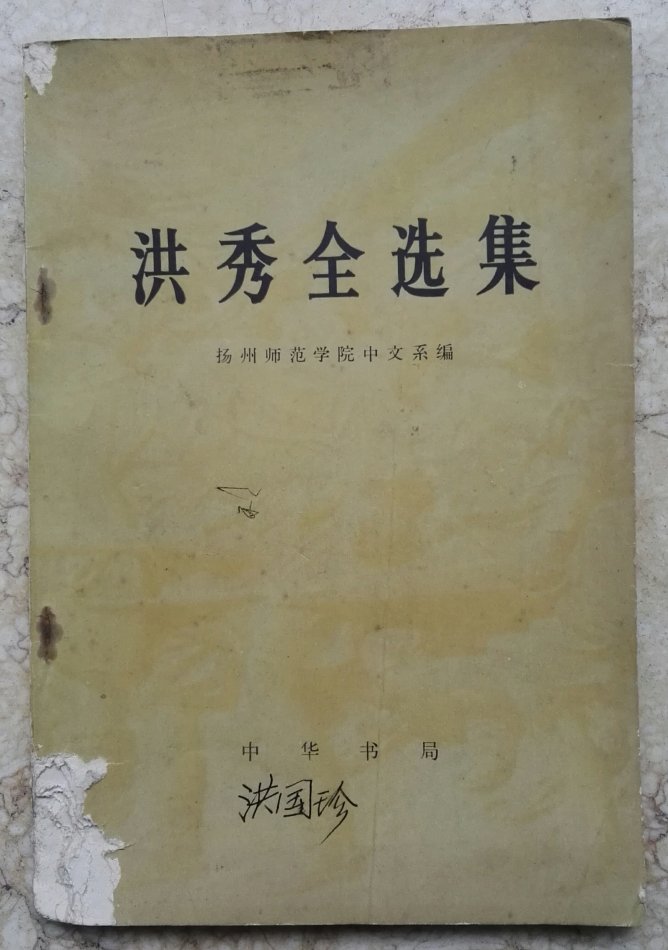 洪秀全选集
扬州师范学院中文系编
中华书局
洪国珍